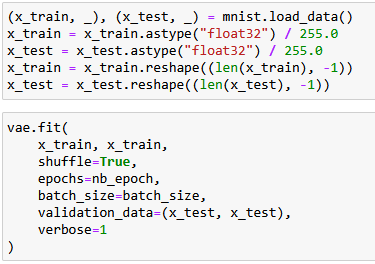 (x_train, _), (x_test, _) = mnist.load_data()
x_train = x_train.astype("float32") / 255.0
x_test = x_test.astype("float32") / 255.0
x_train = x_train.reshape((len(x_train), -1))
x_test = x_test.reshape((len(x_test), -1))
vae.fit(
    x_train, x_train,
    shuffle=True,
    epochs=nb_epoch,
    batch_size=batch_size,
    validation_data=(x_test, x_test),
    verbose=1
)